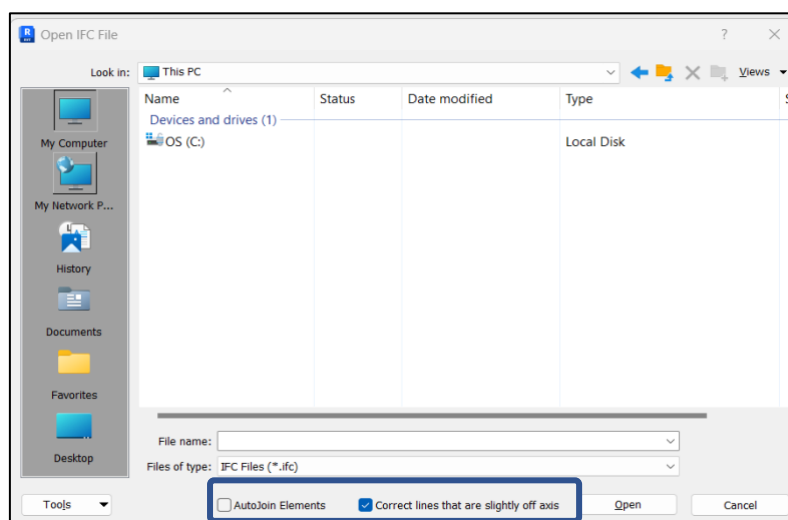 Open IFC File
Look in: This PC Views
Name Status Date modified Type
Devices and drives (1)
OS (C:) Local Disk
My Computer
My Network P...
History
Documents
Favorites
Desktop
File name:
Files of type: IFC Files (*.ifc)
Tools AutoJoin Elements Correct lines that are slightly off axis Open Cancel